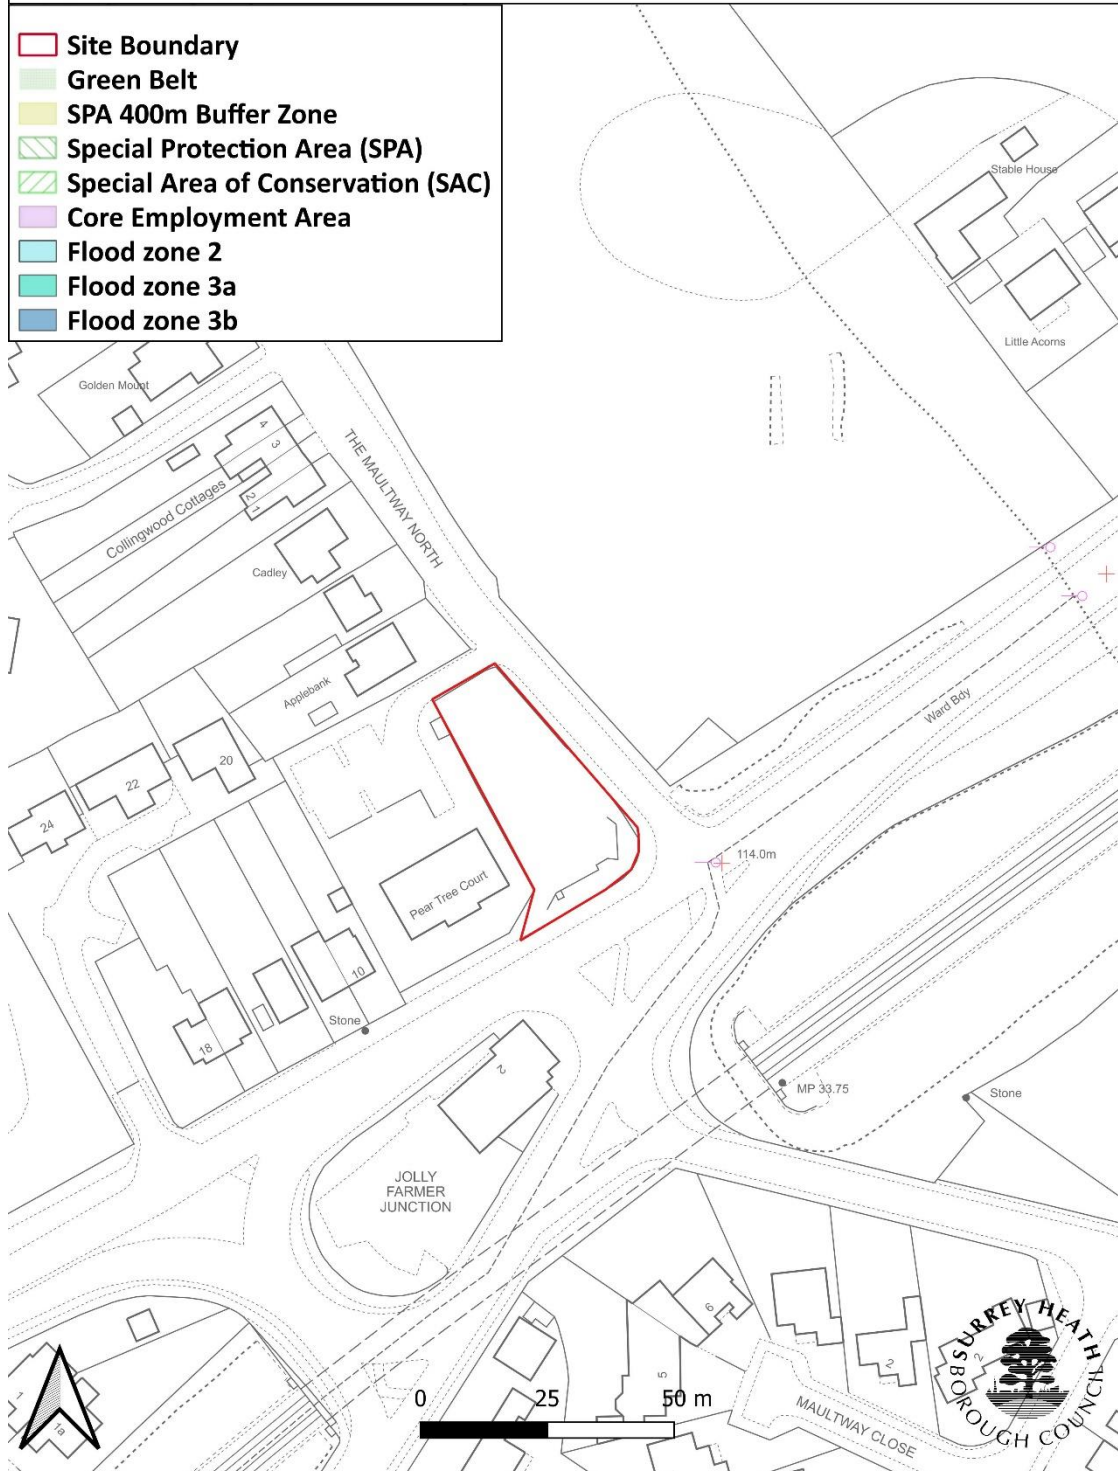 Site Boundary
Green Belt
SPA 400m Buffer Zone
Special Protection Area (SPA)
Special Area of Conservation (SAC)
Core Employment Area
Flood zone 2
Flood zone 3a
Flood zone 3b
Stable House
Little Acorns
Golden Mount
THE MAULTWAY NORTH
4
3
2
1
Collingwood Cottages
Cadley
Applebank
Ward Bdy
20
22
24
114.0m
Pear Tree Court
10
Stone
18
2
MP 33.75
Stone
JOLLY
FARMER
JUNCTION
6
5
2
2
1
1a
0 25 50 m
MAULTWAY CLOSE
SURREY HEATH
BOROUGH COUNCIL